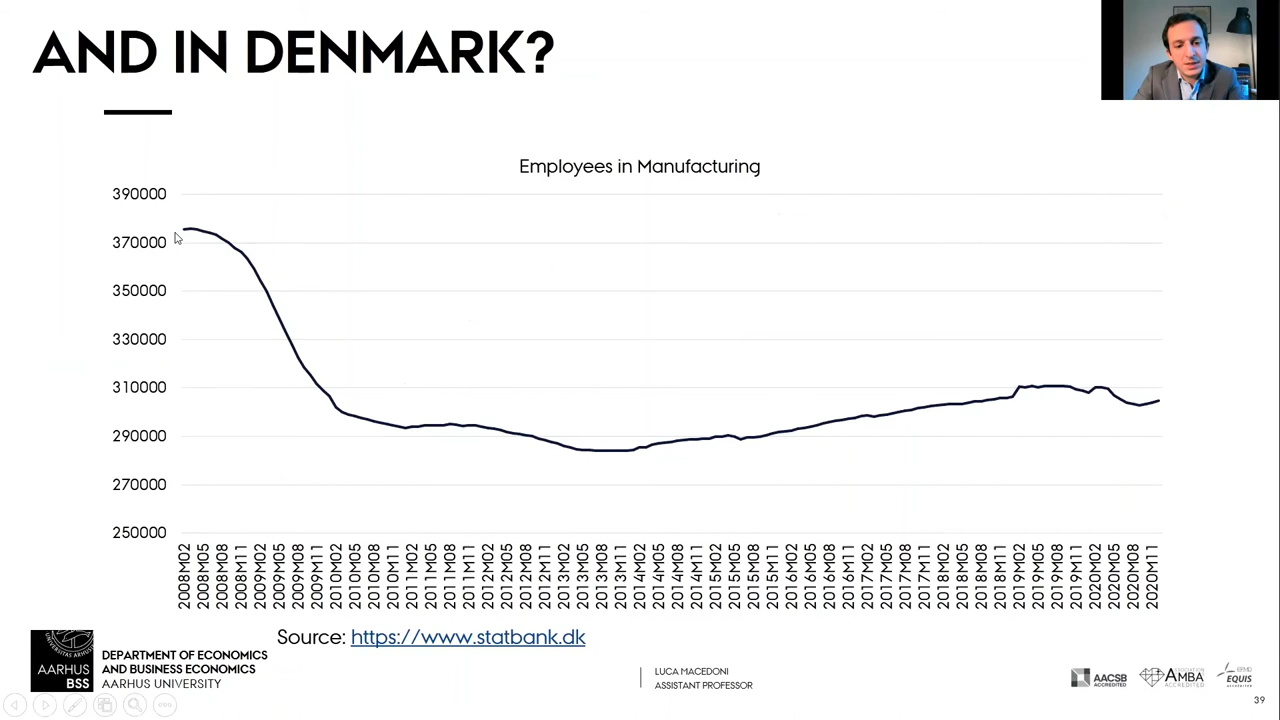 AND IN DENMARK?
Employees in Manufacturing
390000
370000
350000
330000
310000
290000
270000
250000
2008M02
2008M05
2008M08
2008M11
2009M02
2009M05
2009M08
2009M11
2010M02
2010M05
2010M08
2010M11
2011M02
2011M05
2011M08
2011M11
2012M02
2012M05
2012M08
2012M11
2013M02
2013M05
2013M08
2013M11
2014M02
2014M05
2014M08
2014M11
2015M02
2015M05
2015M08
2015M11
2016M02
2016M05
2016M08
2016M11
2017M02
2017M05
2017M08
2017M11
2018M02
2018M05
2018M08
2018M11
2019M02
2019M05
2019M08
2019M11
2020M02
2020M05
2020M08
2020M11
Source: https://www.statbank.dk
AARHUS
BSS
DEPARTMENT OF ECONOMICS
AND BUSINESS ECONOMICS
AARHUS UNIVERSITY
LUCA MACEDONI
ASSISTANT PROFESSOR
AACSB
ACCREDITED
ASSOCIATION
AMBA
ACCREDITED
EFMD
EQUIS
39